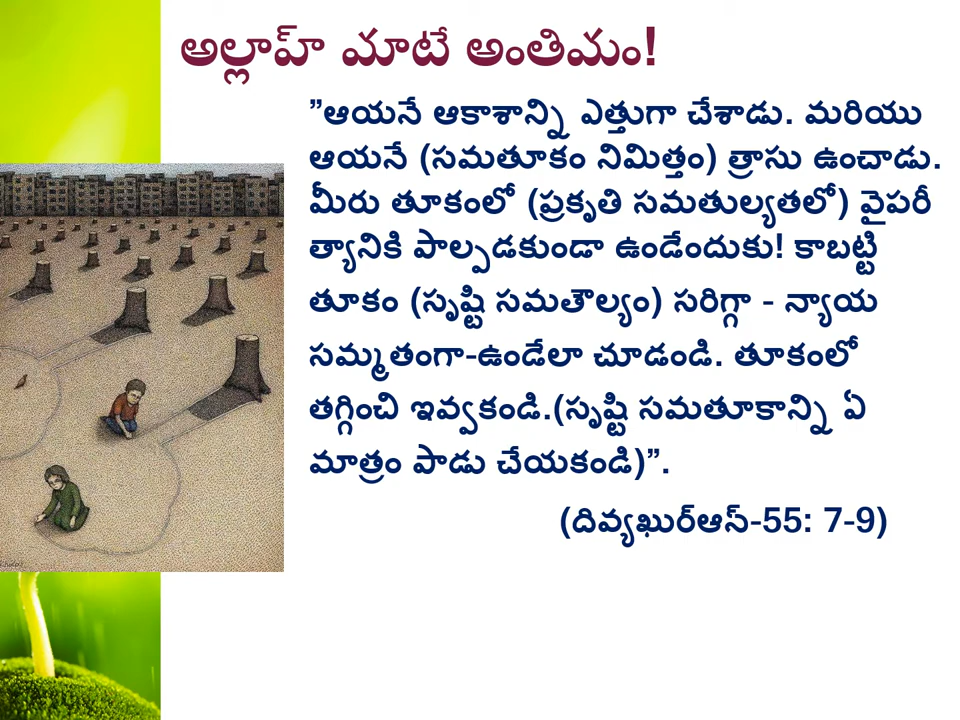 అల్లాహ్ మాటే అంతిమం!
”ఆయనే ఆకాశాన్ని ఎత్తుగా చేశాడు. మరియు
ఆయనే (సమతూకం నిమిత్తం) త్రాసు ఉంచాడు.
మీరు తూకంలో (ప్రకృతి సమతుల్యతలో) వైపరీ
త్యానికి పాల్పడకుండా ఉండేందుకు! కాబట్టి
తూకం (సృష్టి సమతౌల్యం) సరిగ్గా - న్యాయ
సమ్మతంగా-ఉండేలా చూడండి. తూకంలో
తగ్గించి ఇవ్వకండి.(సృష్టి సమతూకాన్ని ఏ
మాత్రం పాడు చేయకండి)”.
(దివ్యఖుర్ఆన్-55: 7-9)